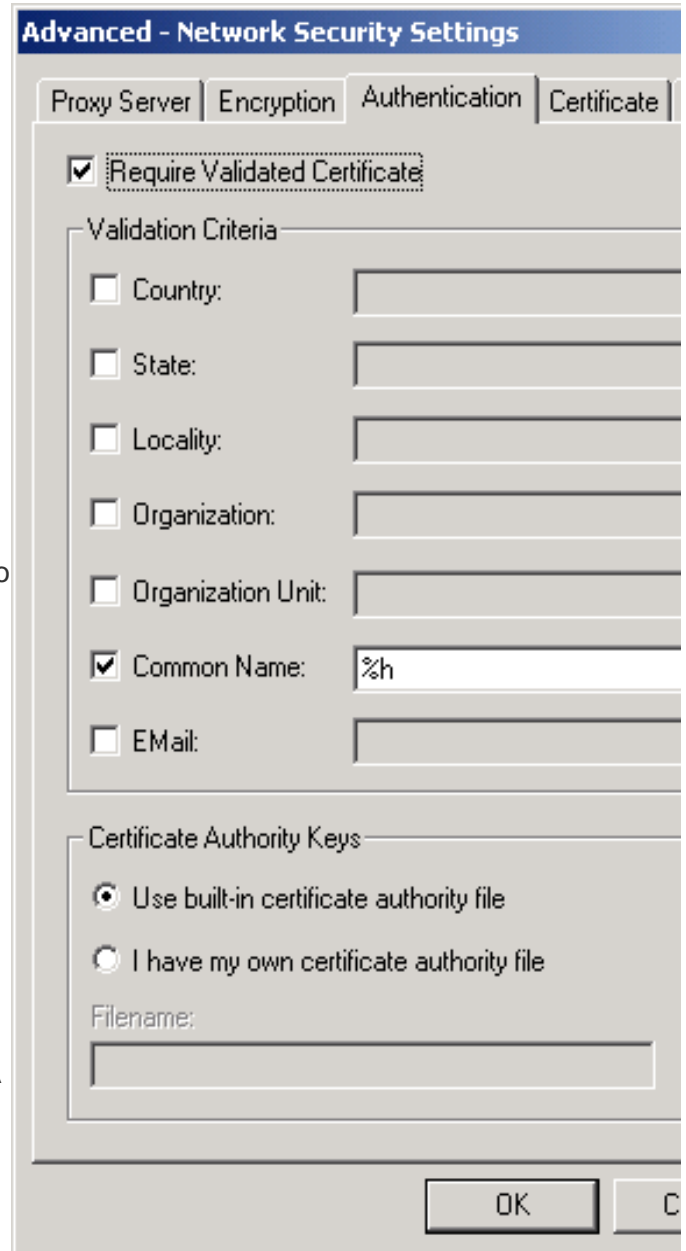 Advanced - Network Security Settings
Proxy Server Encryption Authentication Certificate
Require Validated Certificate
Validation Criteria
Country:
State:
Locality:
Organization:
Organization Unit:
Common Name: %h
EMail:
Certificate Authority Keys
Use built-in certificate authority file
I have my own certificate authority file
Filename:
OK